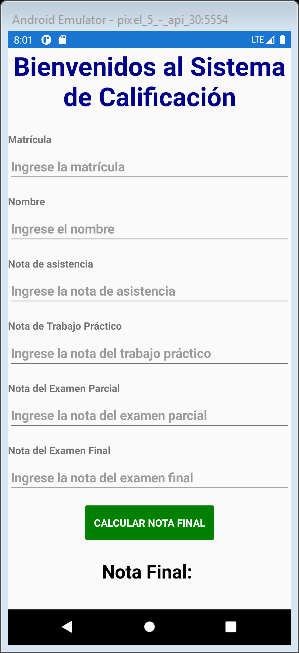 Android Emulator - pixel_5_-_api_30:5554
8:01 LTE
Bienvenidos al Sistema
de Calificación
Matrícula
Ingrese la matrícula
Nombre
Ingrese el nombre
Nota de asistencia
Ingrese la nota de asistencia
Nota de Trabajo Práctico
Ingrese la nota del trabajo práctico
Nota del Examen Parcial
Ingrese la nota del examen parcial
Nota del Examen Final
Ingrese la nota del examen final
CALCULAR NOTA FINAL
Nota Final: